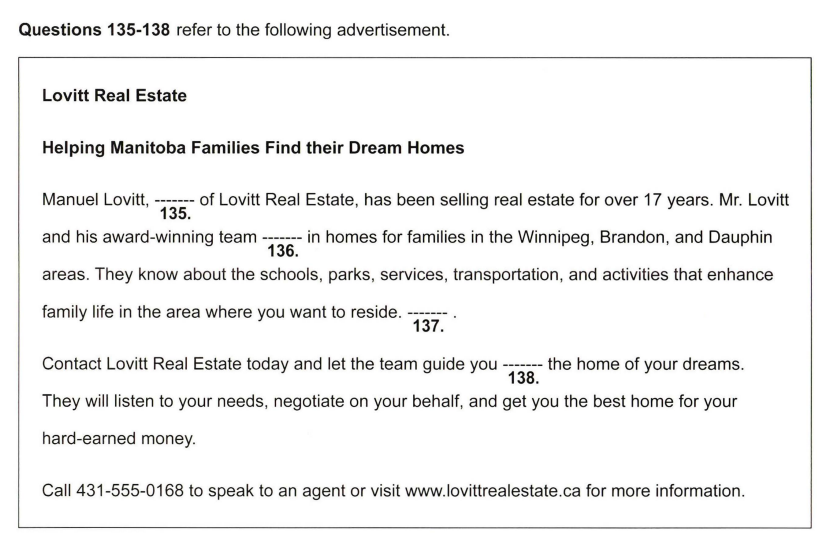 Questions 135-138 refer to the following advertisement.
Lovitt Real Estate
Helping Manitoba Families Find their Dream Homes
Manuel Lovitt, ------- of Lovitt Real Estate, has been selling real estate for over 17 years. Mr. Lovitt
135.
and his award-winning team ------- in homes for families in the Winnipeg, Brandon, and Dauphin
136.
areas. They know about the schools, parks, services, transportation, and activities that enhance
family life in the area where you want to reside. ------- .
137.
Contact Lovitt Real Estate today and let the team guide you ------- the home of your dreams.
138.
They will listen to your needs, negotiate on your behalf, and get you the best home for your
hard-earned money.
Call 431-555-0168 to speak to an agent or visit www.lovittrealestate.ca for more information.